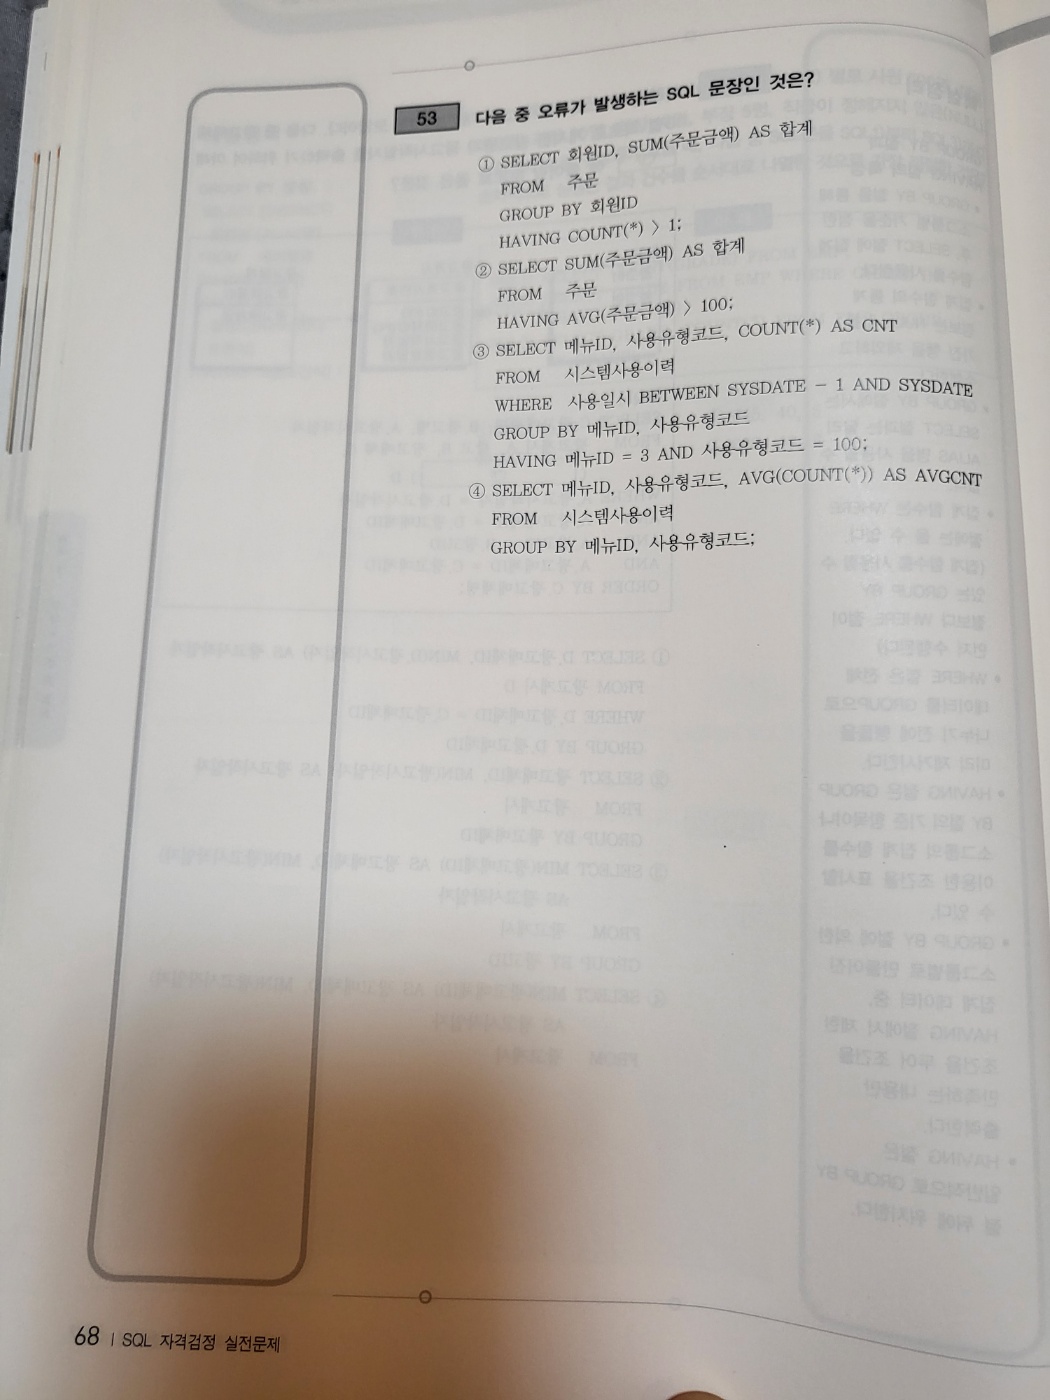 53 다음 중 오류가 발생하는 SQL 문장인 것은?
① SELECT 회원ID, SUM(주문금액) AS 합계
FROM 주문
GROUP BY 회원ID
HAVING COUNT(*) > 1;
② SELECT SUM(주문금액) AS 합계
FROM 주문
HAVING AVG(주문금액) > 100;
③ SELECT 메뉴ID, 사용유형코드, COUNT(*) AS CNT
FROM 시스템사용이력
WHERE 사용일시 BETWEEN SYSDATE - 1 AND SYSDATE
GROUP BY 메뉴ID, 사용유형코드
HAVING 메뉴ID = 3 AND 사용유형코드 = 100;
④ SELECT 메뉴ID, 사용유형코드, AVG(COUNT(*)) AS AVGCNT
FROM 시스템사용이력
GROUP BY 메뉴ID, 사용유형코드;
68 | SQL 자격검정 실전문제